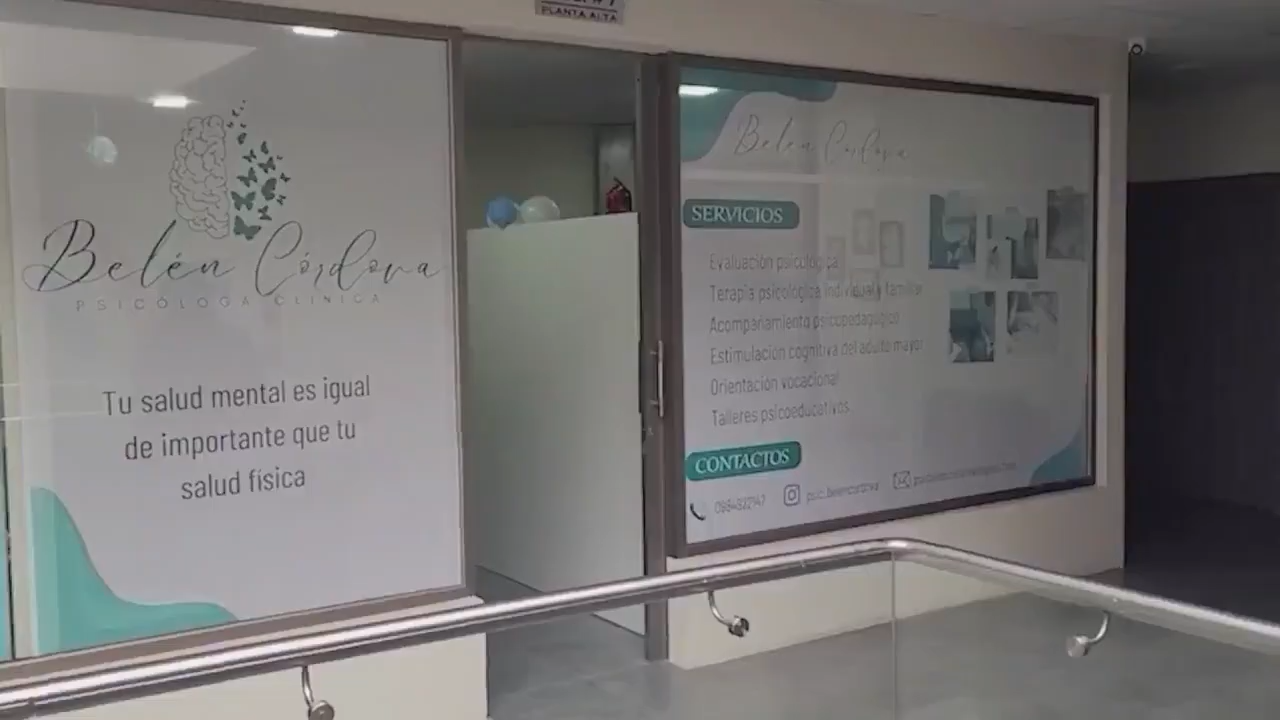 PLANTA ALTA
Belén Córdova
PSICÓLOGA CLÍNICA
Tu salud mental es igual
de importante que tu
salud física
Belén Córdova
SERVICIOS
Evaluación psicológica
Terapia psicológica individual y familiar
Acompañamiento psicopedagógico
Estimulación cognitiva del adulto mayor
Orientación vocacional
Talleres psicoeducativos
CONTACTOS
psic.belencordova